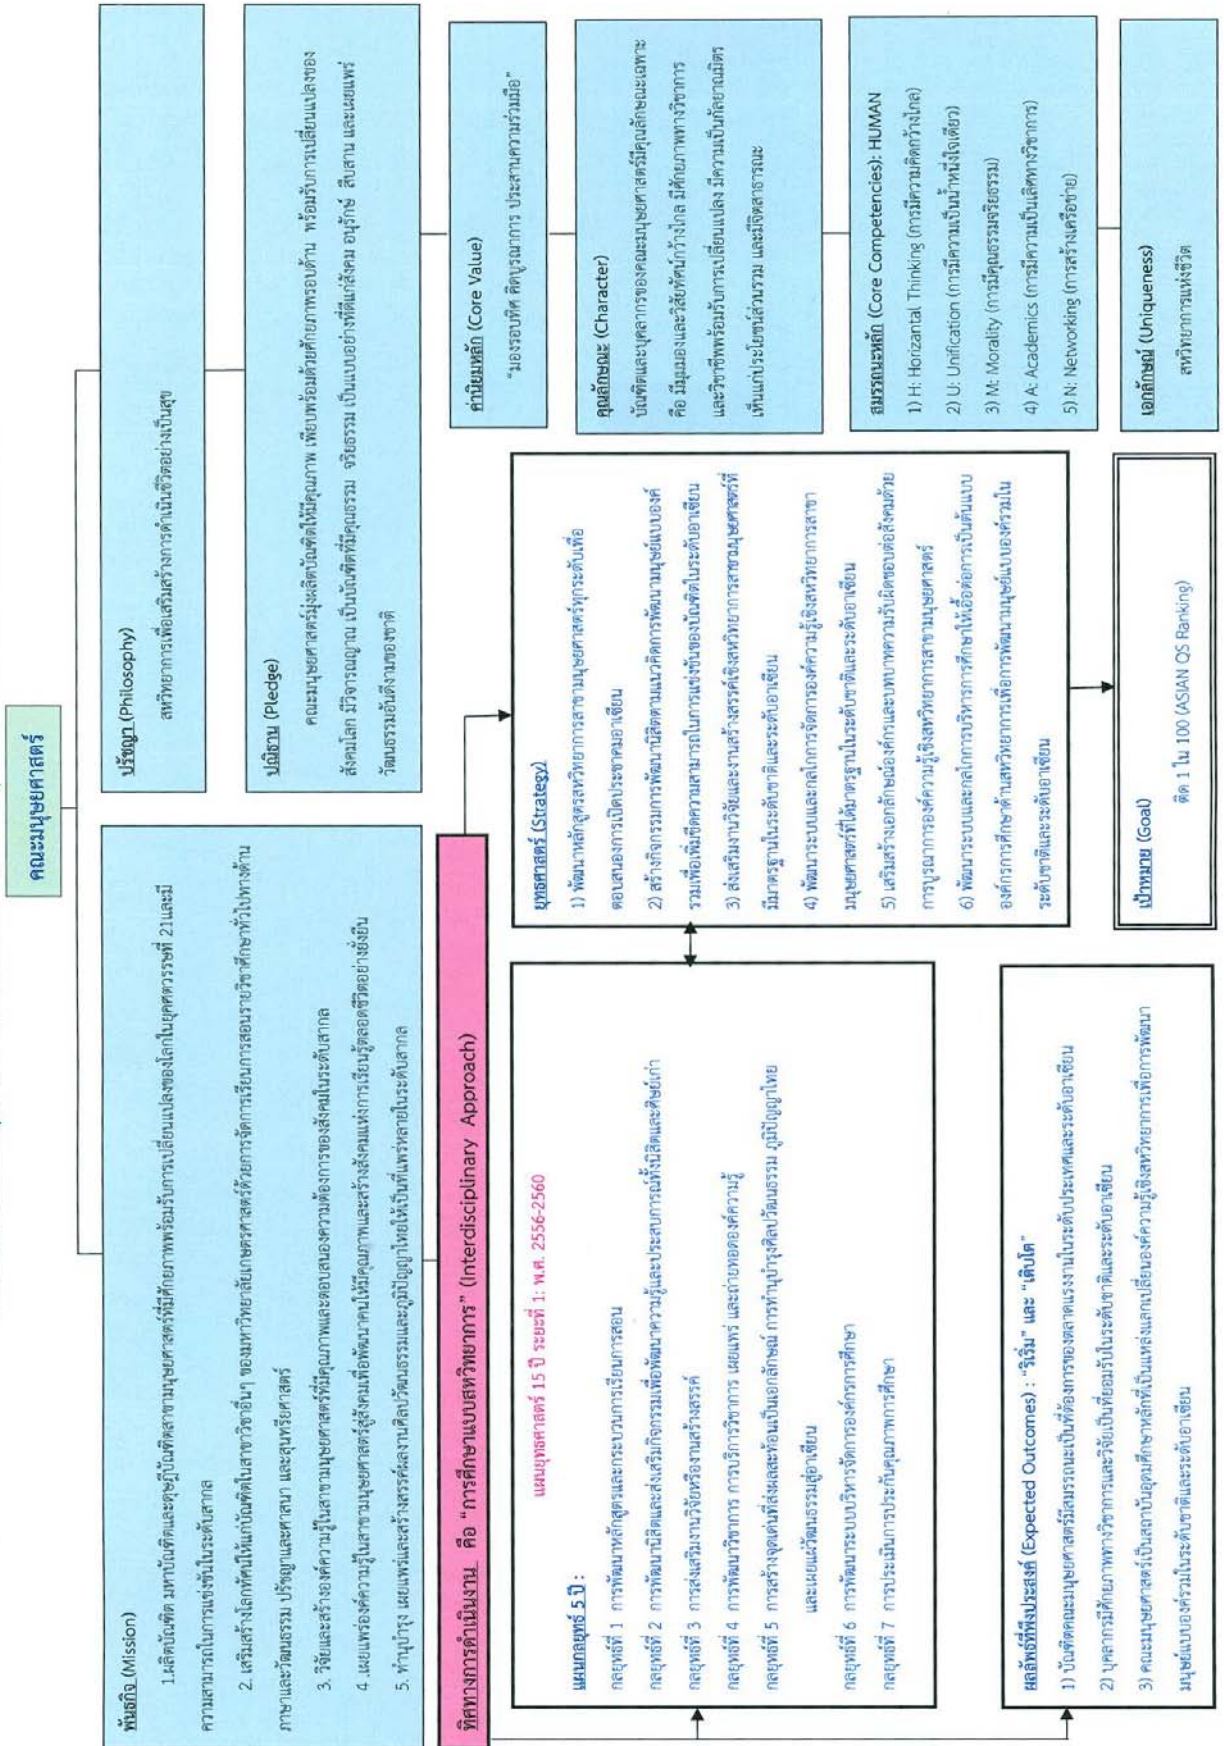 คณะมนุษยศาสตร์
พันธกิจ (Mission)
1.ผลิตบัณฑิต มหาบัณฑิตและดุษฎีบัณฑิตสาขามนุษยศาสตร์ที่มีศักยภาพพร้อมรับการเปลี่ยนแปลงของโลกในยุคศตวรรษที่ 21และมี
ความสามารถในการแข่งขันในระดับสากล
2. เสริมสร้างโลกทัศน์ให้แก่บัณฑิตในสาขาวิชาอื่นๆ ของมหาวิทยาลัยเกษตรศาสตร์ด้วยการจัดการเรียนการสอนรายวิชาศึกษาทั่วไปทางด้าน
ภาษาและวัฒนธรรม ปรัชญาและศาสนา และสุนทรียศาสตร์
3. วิจัยและสร้างองค์ความรู้ในสาขามนุษยศาสตร์ที่มีคุณภาพและตอบสนองความต้องการของสังคมในระดับสากล
4.เผยแพร่องค์ความรู้ในสาขามนุษยศาสตร์สู่สังคมเพื่อพัฒนาคนให้มีคุณภาพและสร้างสังคมแห่งการเรียนรู้ตลอดชีวิตอย่างยั่งยืน
5. ทำนุบำรุง เผยแพร่และสร้างสรรค์ผลงานศิลปวัฒนธรรมและภูมิปัญญาไทยให้เป็นที่แพร่หลายในระดับสากล
ปรัชญา (Philosophy)
สหวิทยาการเพื่อเสริมสร้างการดำเนินชีวิตอย่างเป็นสุข
ปณิธาน (Pledge)
คณะมนุษยศาสตร์มุ่งผลิตบัณฑิตให้มีคุณภาพ เพียบพร้อมด้วยศักยภาพรอบด้าน พร้อมรับการเปลี่ยนแปลงของ
สังคมโลก มีวิจารณญาณ เป็นบัณฑิตที่มีคุณธรรม จริยธรรม เป็นแบบอย่างที่ดีแก่สังคม อนุรักษ์ สืบสาน และเผยแพร่
วัฒนธรรมอันดีงามของชาติ
ทิศทางการดำเนินงาน คือ "การศึกษาแบบสหวิทยาการ" (Interdisciplinary Approach)
แผนยุทธศาสตร์ 15 ปี ระยะที่ 1: พ.ศ. 2556-2560
แผนกลยุทธ์ 5 ปี :
กลยุทธ์ที่ 1 การพัฒนาหลักสูตรและกระบวนการเรียนการสอน
กลยุทธ์ที่ 2 การพัฒนานิสิตและส่งเสริมกิจกรรมเพื่อพัฒนาความรู้และประสบการณ์ทั้งนิสิตและศิษย์เก่า
กลยุทธ์ที่ 3 การส่งเสริมงานวิจัยหรืองานสร้างสรรค์
กลยุทธ์ที่ 4 การพัฒนาวิชาการ การบริการวิชาการ เผยแพร่ และถ่ายทอดองค์ความรู้
กลยุทธ์ที่ 5 การสร้างจุดเด่นที่ส่งผลสะท้อนเป็นเอกลักษณ์ การทำนุบำรุงศิลปวัฒนธรรม ภูมิปัญญาไทย
และเผยแผ่วัฒนธรรมสู่อาเซียน
กลยุทธ์ที่ 6 การพัฒนาระบบบริหารจัดการองค์กรการศึกษา
กลยุทธ์ที่ 7 การประเมินการประกันคุณภาพการศึกษา
ยุทธศาสตร์ (Strategy)
1) พัฒนาหลักสูตรสหวิทยาการสาขามนุษยศาสตร์ทุกระดับเพื่อ
ตอบสนองการเปิดประชาคมอาเซียน
2) สร้างกิจกรรมการพัฒนานิสิตตามแนวคิดการพัฒนามนุษย์แบบองค์
รวมเพื่อเพิ่มขีดความสามารถในการแข่งขันของบัณฑิตในระดับอาเซียน
3) ส่งเสริมงานวิจัยและงานสร้างสรรค์เชิงสหวิทยาการสาขามนุษยศาสตร์ที่
มีมาตรฐานในระดับชาติและระดับอาเซียน
4) พัฒนาระบบและกลไกการจัดการองค์ความรู้เชิงสหวิทยาการสาขา
มนุษยศาสตร์ที่ได้มาตรฐานในระดับชาติและระดับอาเซียน
5) เสริมสร้างเอกลักษณ์องค์กรและบทบาทความรับผิดชอบต่อสังคมด้วย
การบูรณาการองค์ความรู้เชิงสหวิทยาการสาขามนุษยศาสตร์
6) พัฒนาระบบและกลไกการบริหารการศึกษาให้เอื้อต่อการเป็นต้นแบบ
องค์กรการศึกษาด้านสหวิทยาการเพื่อการพัฒนามนุษย์แบบองค์รวมใน
ระดับชาติและระดับอาเซียน
ค่านิยมหลัก (Core Value)
"มองรอบทิศ คิดบูรณาการ ประสานความร่วมมือ"
คุณลักษณะ (Character)
บัณฑิตและบุคลากรของคณะมนุษยศาสตร์มีคุณลักษณะเฉพาะ
คือ มีมุมมองและวิสัยทัศน์กว้างไกล มีศักยภาพทางวิชาการ
และวิชาชีพพร้อมรับการเปลี่ยนแปลง มีความเป็นกัลยาณมิตร
เห็นแก่ประโยชน์ส่วนรวม และมีจิตสาธารณะ
สมรรถนะหลัก (Core Competencies): HUMAN
1) H: Horizantal Thinking (การมีความคิดกว้างไกล)
2) U: Unification (การมีความเป็นน้ำหนึ่งใจเดียว)
3) M: Morality (การมีคุณธรรมจริยธรรม)
4) A: Academics (การมีความเป็นเลิศทางวิชาการ)
5) N: Networking (การสร้างเครือข่าย)
เอกลักษณ์ (Uniqueness)
สหวิทยาการแห่งชีวิต
ผลลัพธ์ที่พึงประสงค์ (Expected Outcomes) : "ริเริ่ม" และ "เติบโต"
1) บัณฑิตคณะมนุษยศาสตร์มีสมรรถนะเป็นที่ต้องการของตลาดแรงงานในระดับประเทศและระดับอาเซียน
2) บุคลากรมีศักยภาพทางวิชาการและวิจัยเป็นที่ยอมรับในระดับชาติและระดับอาเซียน
3) คณะมนุษยศาสตร์เป็นสถาบันอุดมศึกษาหลักที่เป็นแหล่งแลกเปลี่ยนองค์ความรู้เชิงสหวิทยาการเพื่อการพัฒนา
มนุษย์แบบองค์รวมในระดับชาติและระดับอาเซียน
เป้าหมาย (Goal)
ติด 1 ใน 100 (ASIAN QS Ranking)